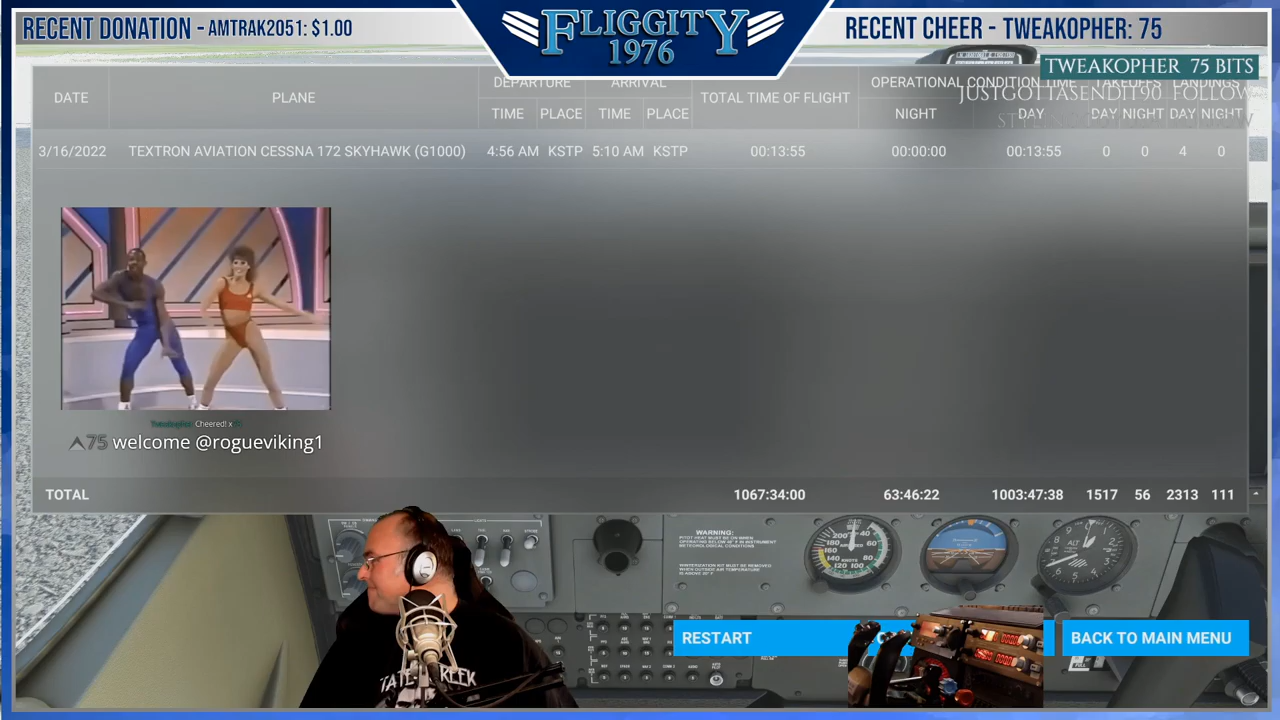 RECENT DONATION - AMTRAK2051: $1.00
FLIGGITY
1976
RECENT CHEER - TWEAKOPHER: 75
TWEAKOPHER 75 BITS
JUSTGOTTASENDIT90 FOLLOW
DATE PLANE DEPARTURE ARRIVAL TOTAL TIME OF FLIGHT OPERATIONAL CONDITION TIME TAKEOFFS LANDINGS
TIME PLACE TIME PLACE NIGHT DAY DAY NIGHT DAY NIGHT
3/16/2022 TEXTRON AVIATION CESSNA 172 SKYHAWK (G1000) 4:56 AM KSTP 5:10 AM KSTP 00:13:55 00:00:00 00:13:55 0 0 4 0
Cheered! x
75 welcome @rogueviking1
TOTAL 1067:34:00 63:46:22 1003:47:38 1517 56 2313 111
WARNING:
ALT
RESTART
BACK TO MAIN MENU